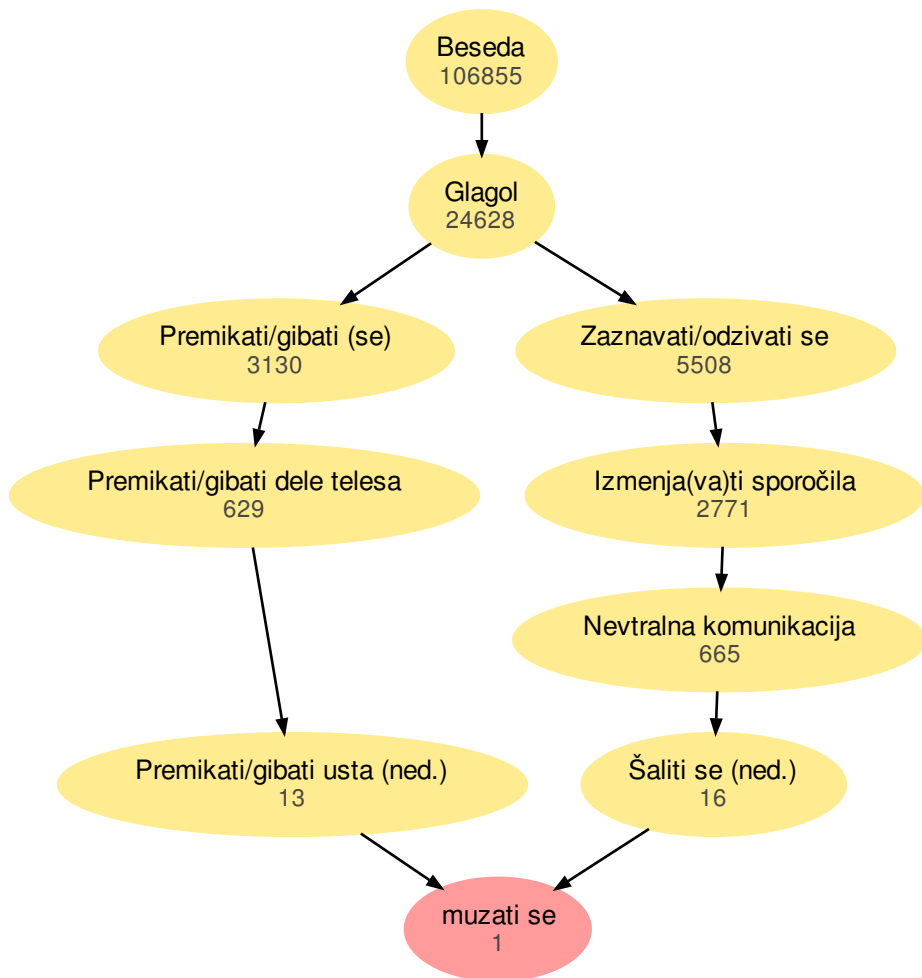 Beseda
106855
Glagol
24628
Premikati/gibati (se)
3130
Zaznavati/odzivati se
5508
Premikati/gibati dele telesa
629
Izmenja(va)ti sporočila
2771
Nevtralna komunikacija
665
Premikati/gibati usta (ned.)
13
Šaliti se (ned.)
16
muzati se
1